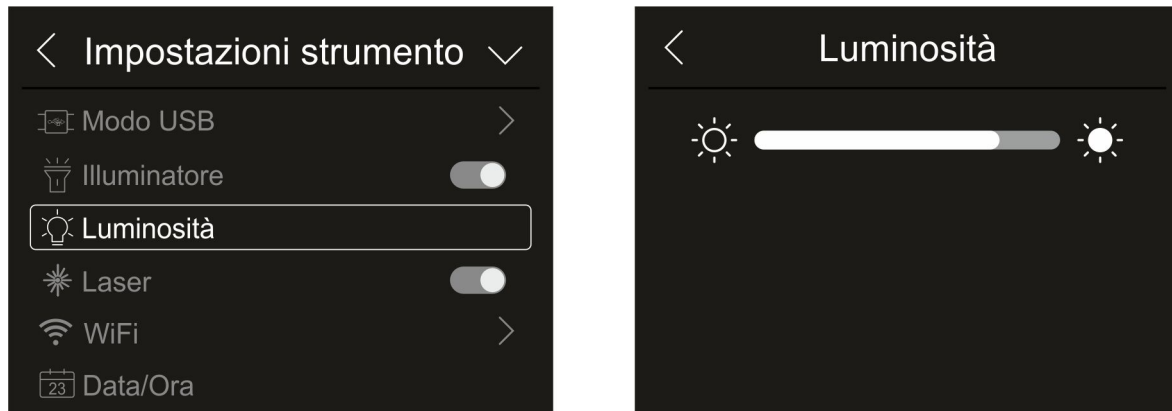 Impostazioni strumento
Modo USB
Illuminatore
Luminosità
Laser
WiFi
23 Data/Ora
Luminosità